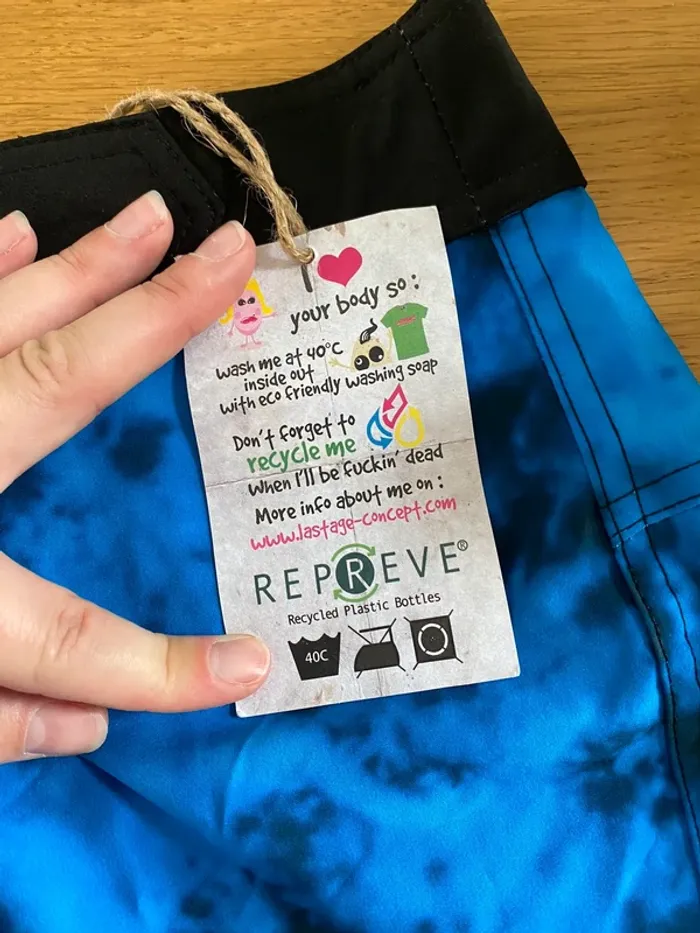 your body so :
wash me at 40°C
inside out
with eco friendly washing soap
Don't forget to
recycle me
When I'll be fuckin' dead
More info about me on :
www.lastage-concept.com
REPREVE®
Recycled Plastic Bottles
40C